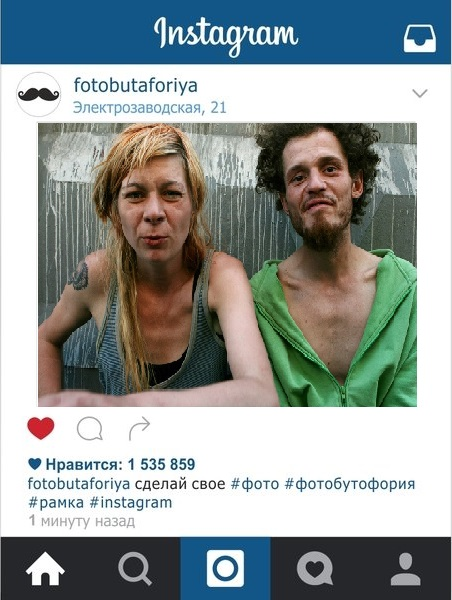 Instagram
fotobutaforiya
Электрозаводская, 21
Нравится: 1 535 859
fotobutaforiya сделай свое #фото #фотобутофория
#рамка #instagram
1 минуту назад